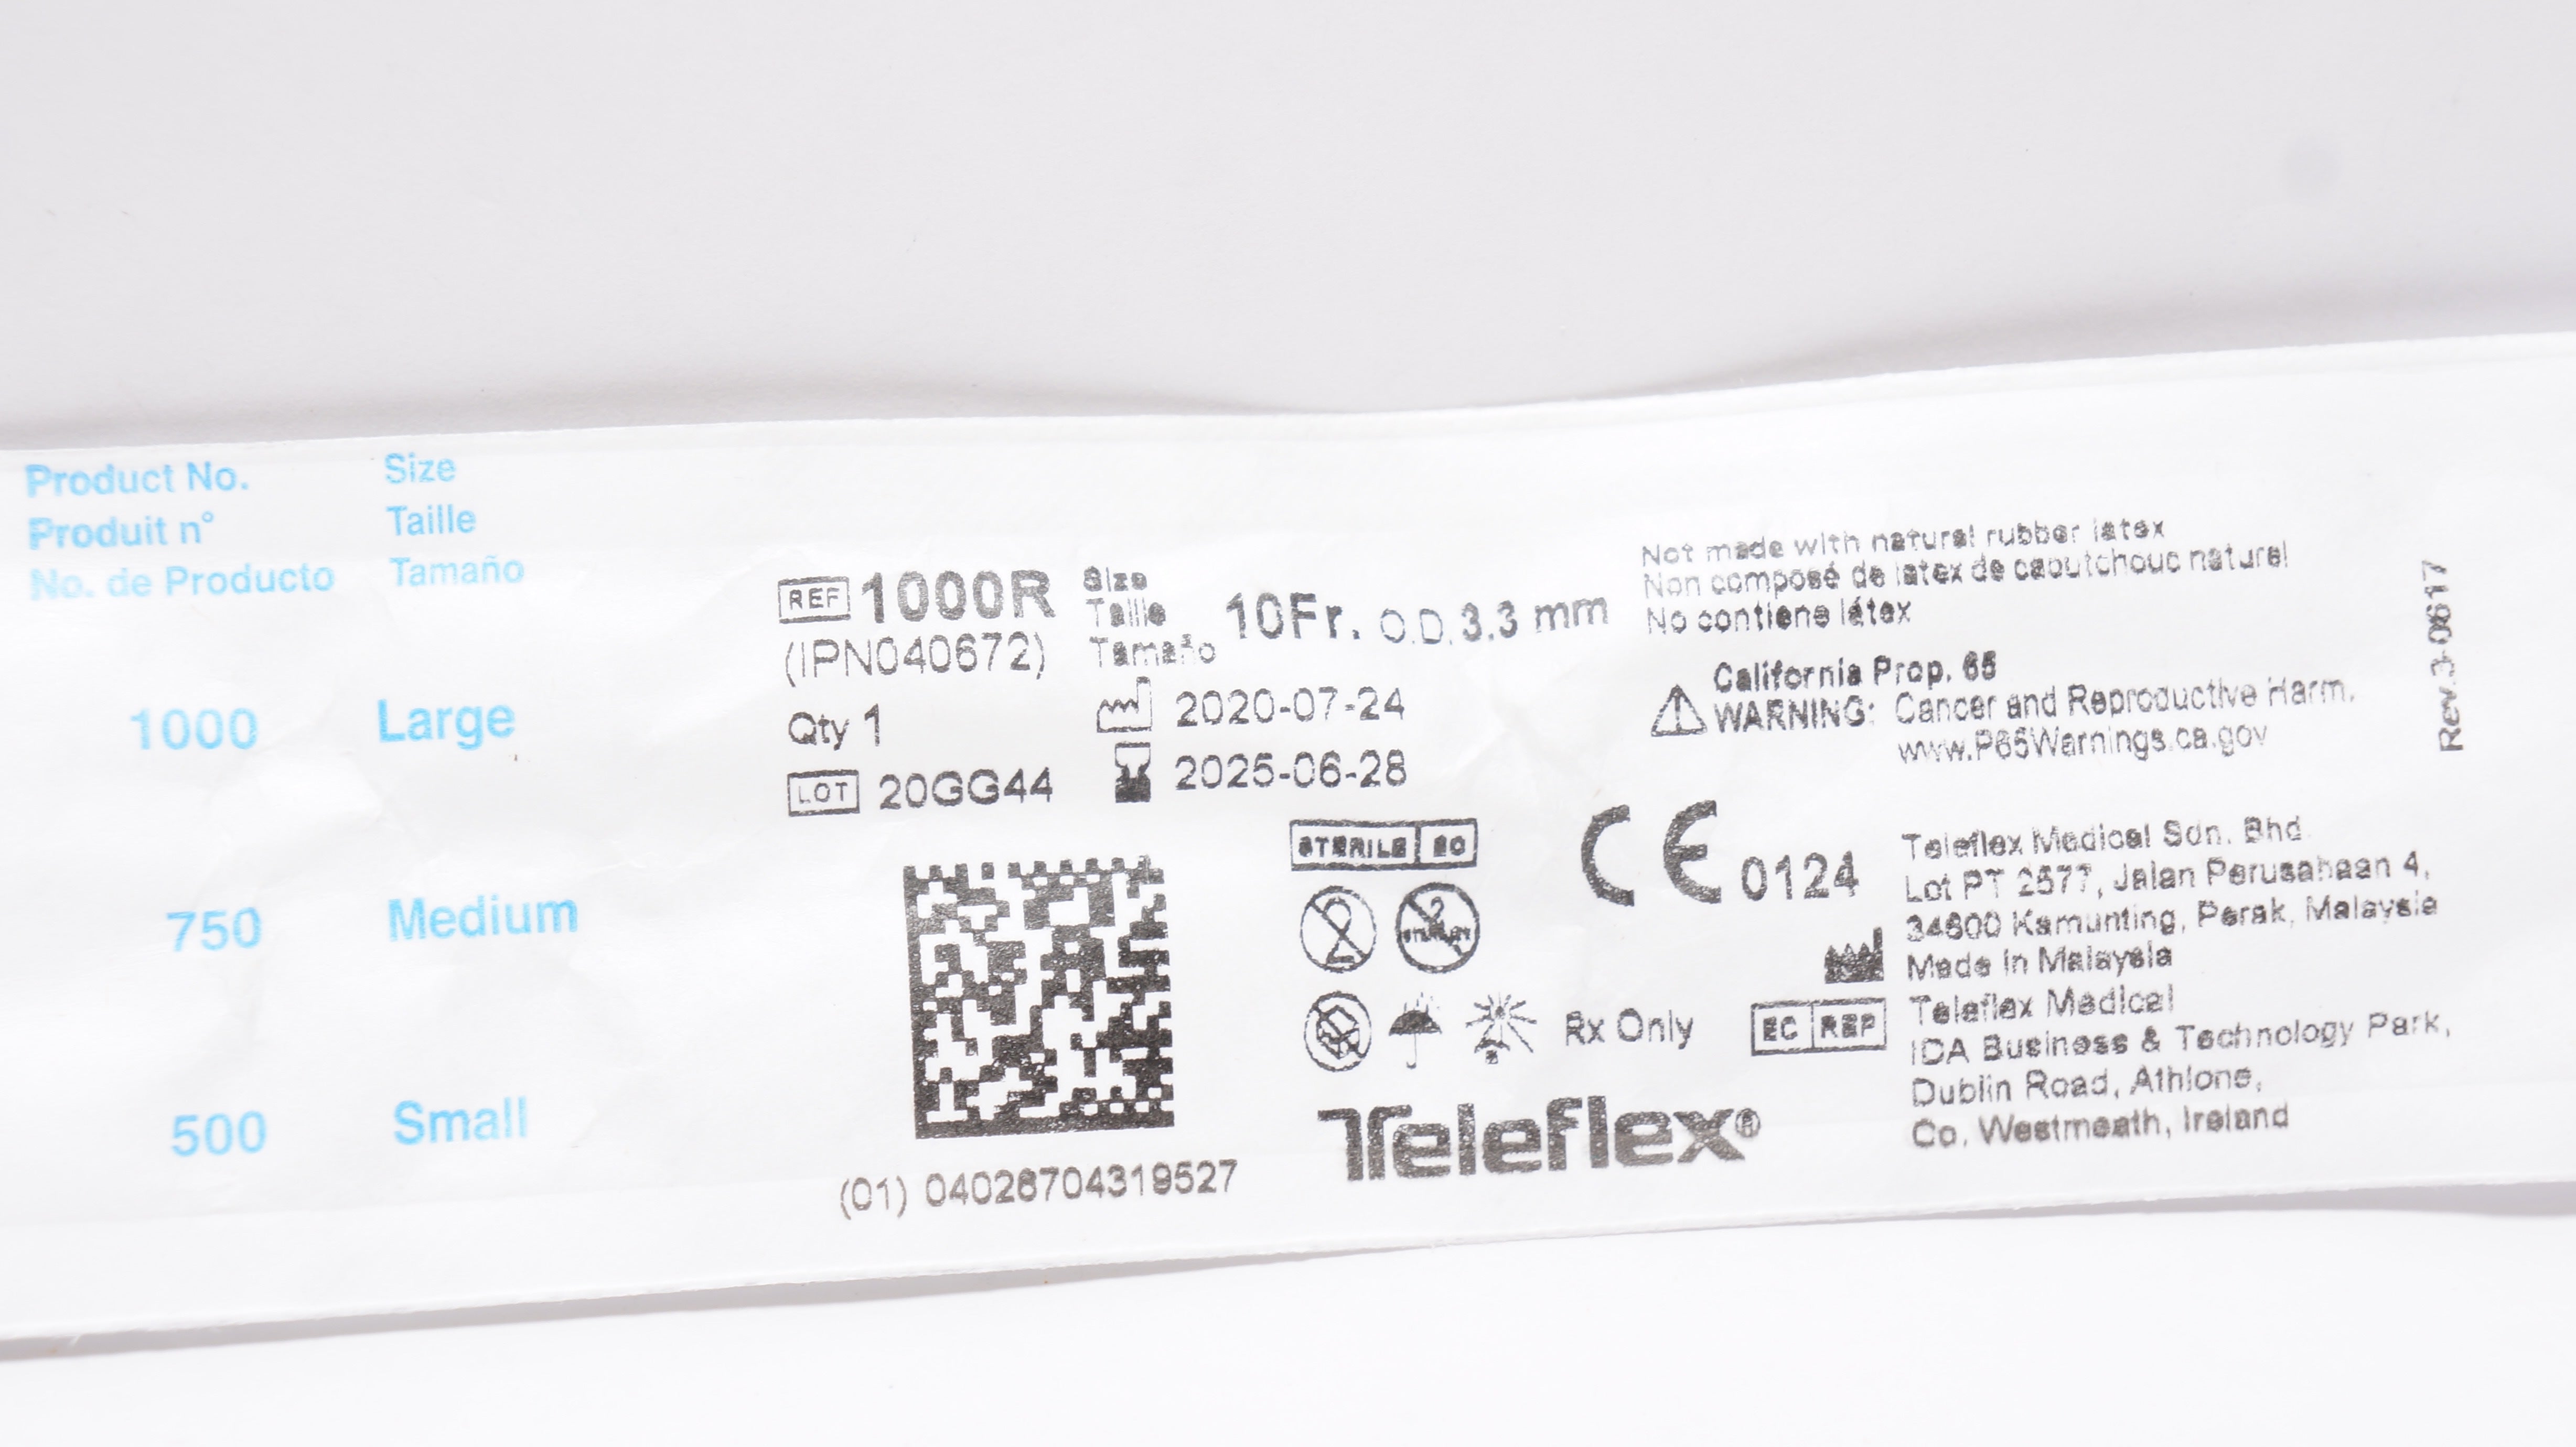 Product No.
Produit n°
No. de Producto
Size
Taille
Tamaño
1000 Large
750 Medium
500 Small
REF 1000R
(IPN040672)
Qty 1
LOT 20GG44
Size
Taille
Tamaño
10Fr. O.D. 3.3 mm
2020-07-24
2025-06-28
(01) 04026704319527
STERILE EO
2
2
STERILIZE
Rx Only
Teleflex®
Not made with natural rubber latex
Non composé de latex de caoutchouc naturel
No contiene látex
California Prop. 65
WARNING: Cancer and Reproductive Harm.
www.P65Warnings.ca.gov
CE 0124
Teleflex Medical Sdn. Bhd.
Lot PT 2577, Jalan Perusahaan 4,
34600 Kamunting, Perak, Malaysia
Made in Malaysia
EC REP
Teleflex Medical
IDA Business & Technology Park,
Dublin Road, Athlone,
Co. Westmeath, Ireland
Rev.3-0617